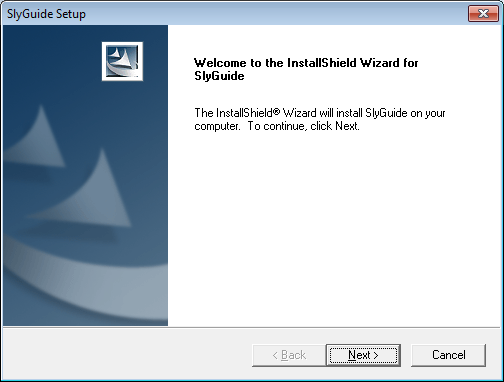 SlyGuide Setup
Welcome to the InstallShield Wizard for
SlyGuide
The InstallShield® Wizard will install SlyGuide on your
computer. To continue, click Next.
< Back
Next >
Cancel